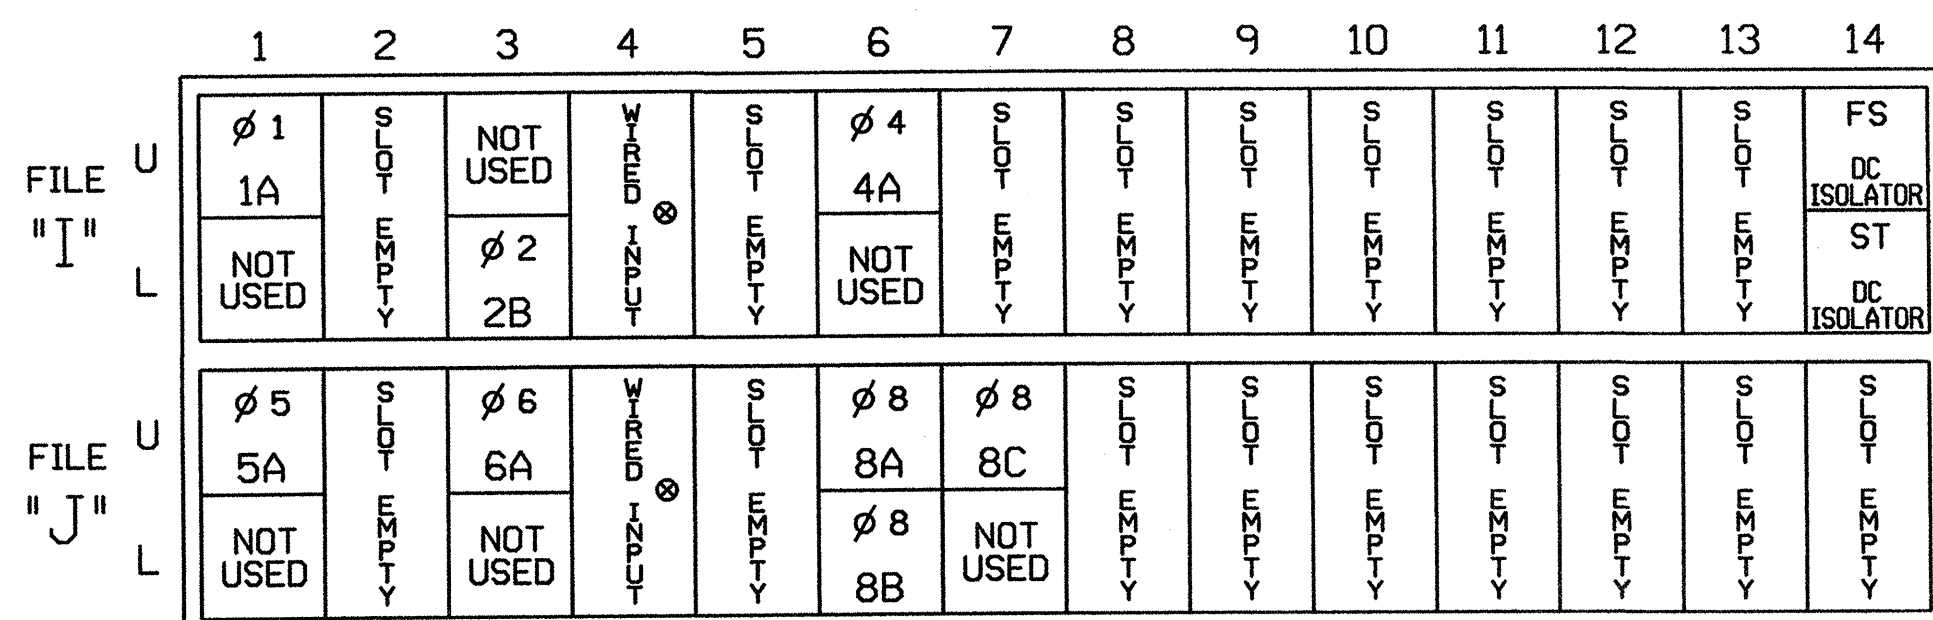 1 2 3 4 5 6 7 8 9 10 11 12 13 14
FILE "I"
U
L
Ø 1
1A
NOT USED
SLOT EMPTY
NOT USED
Ø 2
2B
WIRED INPUT
SLOT EMPTY
Ø 4
4A
NOT USED
SLOT EMPTY
SLOT EMPTY
SLOT EMPTY
SLOT EMPTY
SLOT EMPTY
SLOT EMPTY
SLOT EMPTY
FS
DC
ISOLATOR
ST
DC
ISOLATOR
FILE "J"
U
L
Ø 5
5A
NOT USED
SLOT EMPTY
Ø 6
6A
NOT USED
WIRED INPUT
SLOT EMPTY
Ø 8
8A
Ø 8
8B
Ø 8
8C
NOT USED
SLOT EMPTY
SLOT EMPTY
SLOT EMPTY
SLOT EMPTY
SLOT EMPTY
SLOT EMPTY
SLOT EMPTY